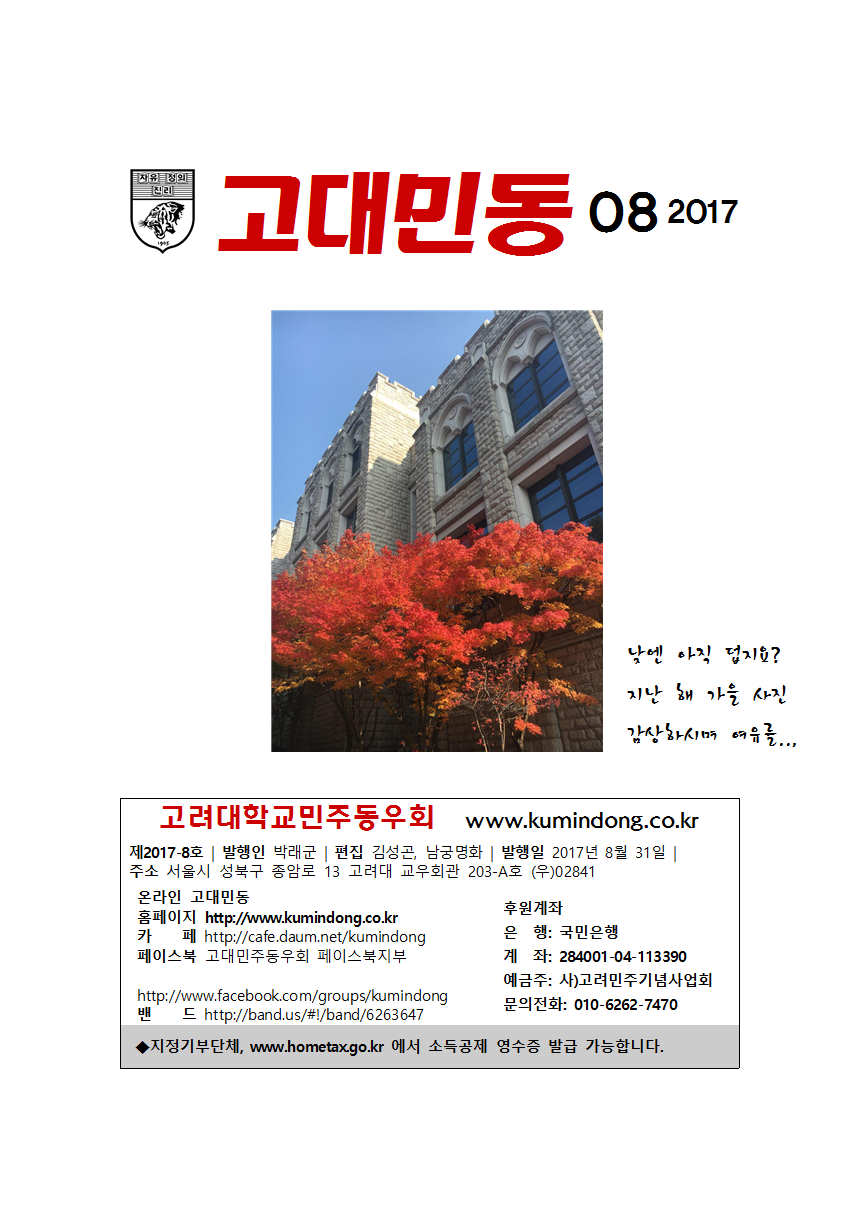 자유 정의
진리
1905
고대민동 08 2017
낮엔 아직 덥지요?
지난 해 가을 사진
감상하시며 여유를...
고려대학교민주동우회 www.kumindong.co.kr
제2017-8호 | 발행인 박래군 | 편집 김성곤, 남궁명화 | 발행일 2017년 8월 31일 |
주소 서울시 성북구 종암로 13 고려대 교우회관 203-A호 (우)02841
온라인 고대민동
홈페이지 http://www.kumindong.co.kr
카 페 http://cafe.daum.net/kumindong
페이스북 고대민주동우회 페이스북지부
http://www.facebook.com/groups/kumindong
밴 드 http://band.us/#!/band/6263647
후원계좌
은 행: 국민은행
계 좌: 284001-04-113390
예금주: 사)고려민주기념사업회
문의전화: 010-6262-7470
◆지정기부단체, www.hometax.go.kr 에서 소득공제 영수증 발급 가능합니다.